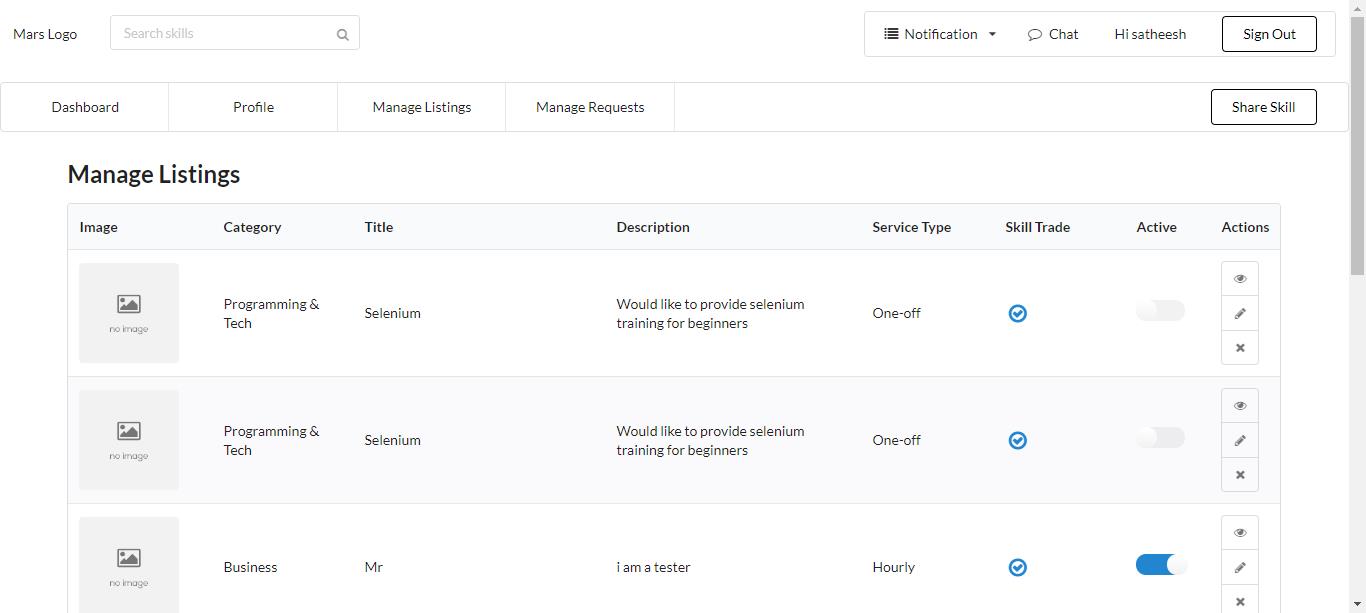 Mars Logo
Search skills
Notification
Chat
Hi satheesh
Sign Out
Dashboard
Profile
Manage Listings
Manage Requests
Share Skill
Manage Listings
Image
Category
Title
Description
Service Type
Skill Trade
Active
Actions
no image
Programming &
Tech
Selenium
Would like to provide selenium
training for beginners
One-off
no image
Programming &
Tech
Selenium
Would like to provide selenium
training for beginners
One-off
no image
Business
Mr
i am a tester
Hourly